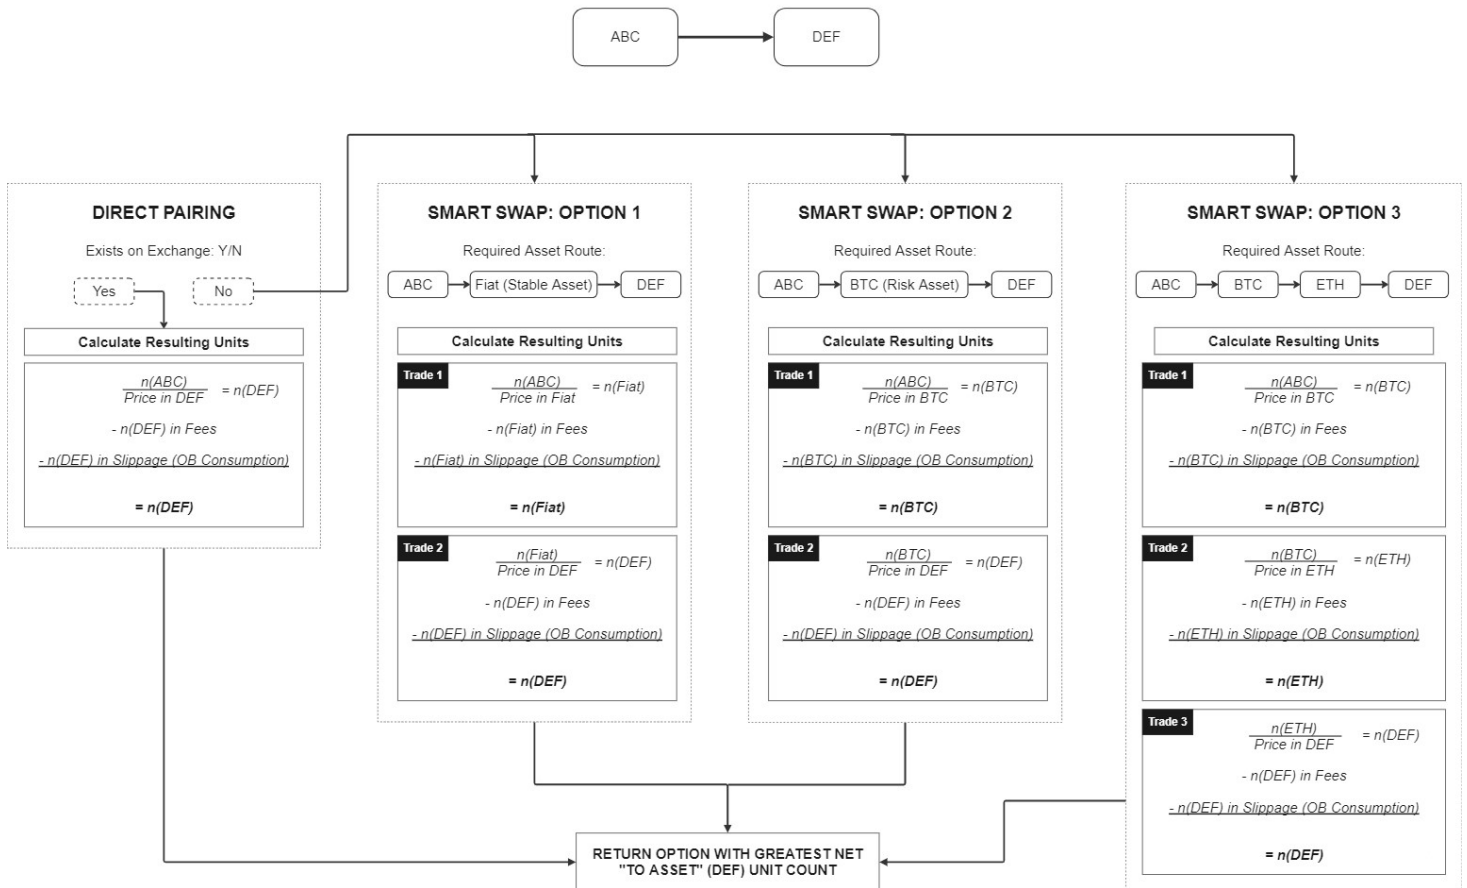 ABC
DEF
DIRECT PAIRING
Exists on Exchange: Y/N
Yes
No
Calculate Resulting Units
n(ABC)
Price in DEF
= n(DEF)
- n(DEF) in Fees
- n(DEF) in Slippage (OB Consumption)
= n(DEF)
SMART SWAP: OPTION 1
Required Asset Route:
ABC
Fiat (Stable Asset)
DEF
Calculate Resulting Units
Trade 1
n(ABC)
Price in Fiat
= n(Fiat)
- n(Fiat) in Fees
- n(Fiat) in Slippage (OB Consumption)
= n(Fiat)
Trade 2
n(Fiat)
Price in DEF
= n(DEF)
- n(DEF) in Fees
- n(DEF) in Slippage (OB Consumption)
= n(DEF)
SMART SWAP: OPTION 2
Required Asset Route:
ABC
BTC (Risk Asset)
DEF
Calculate Resulting Units
Trade 1
n(ABC)
Price in BTC
= n(BTC)
- n(BTC) in Fees
- n(BTC) in Slippage (OB Consumption)
= n(BTC)
Trade 2
n(BTC)
Price in DEF
= n(DEF)
- n(DEF) in Fees
- n(DEF) in Slippage (OB Consumption)
= n(DEF)
SMART SWAP: OPTION 3
Required Asset Route:
ABC
BTC
ETH
DEF
Calculate Resulting Units
Trade 1
n(ABC)
Price in BTC
= n(BTC)
- n(BTC) in Fees
- n(BTC) in Slippage (OB Consumption)
= n(BTC)
Trade 2
n(BTC)
Price in ETH
= n(ETH)
- n(ETH) in Fees
- n(ETH) in Slippage (OB Consumption)
= n(ETH)
Trade 3
n(ETH)
Price in DEF
= n(DEF)
- n(DEF) in Fees
- n(DEF) in Slippage (OB Consumption)
= n(DEF)
RETURN OPTION WITH GREATEST NET
"TO ASSET" (DEF) UNIT COUNT